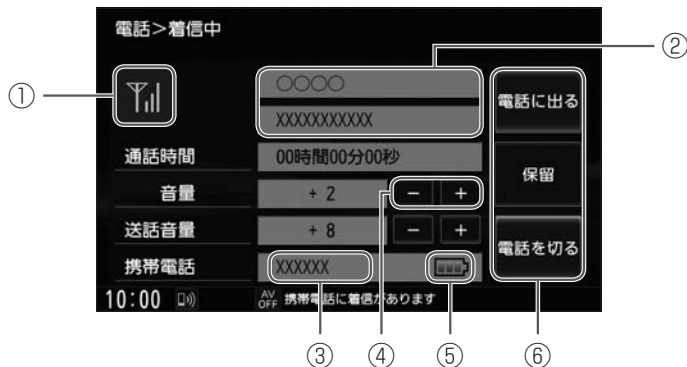 電話>着信中
②
①
○○○○
電話に出る
XXXXXXXXXXX
通話時間 00時間00分00秒
保留
音量 + 2 - +
送話音量 + 8 - +
電話を切る
携帯電話 XXXXXX
10:00 AV OFF 携帯電話に着信があります
③ ④ ⑤ ⑥